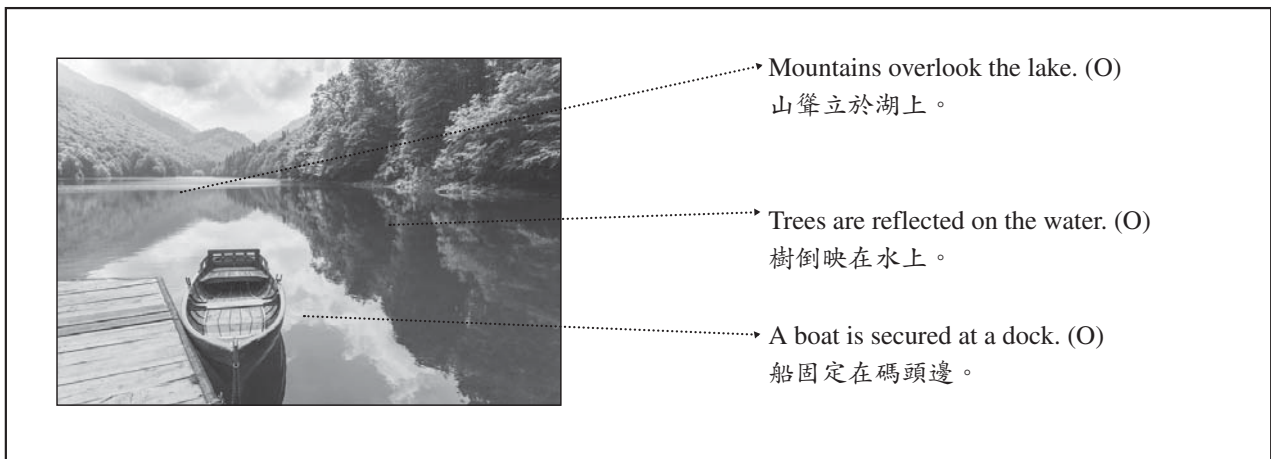 Mountains overlook the lake. (O)
山聳立於湖上。
Trees are reflected on the water. (O)
樹倒映在水上。
A boat is secured at a dock. (O)
船固定在碼頭邊。